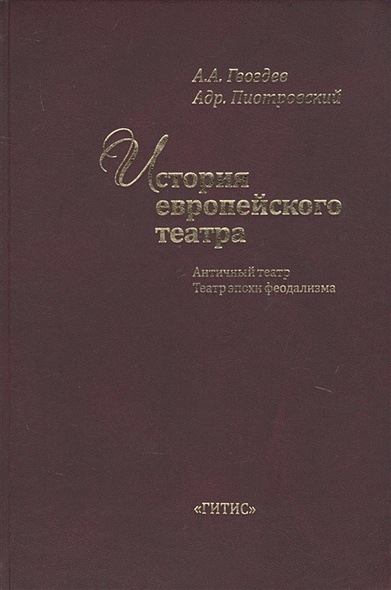 А.А. Гвоздев
Адр. Пиотровский
История
европейского
театра
Античный театр
Театр эпохи феодализма
«ГИТИС»